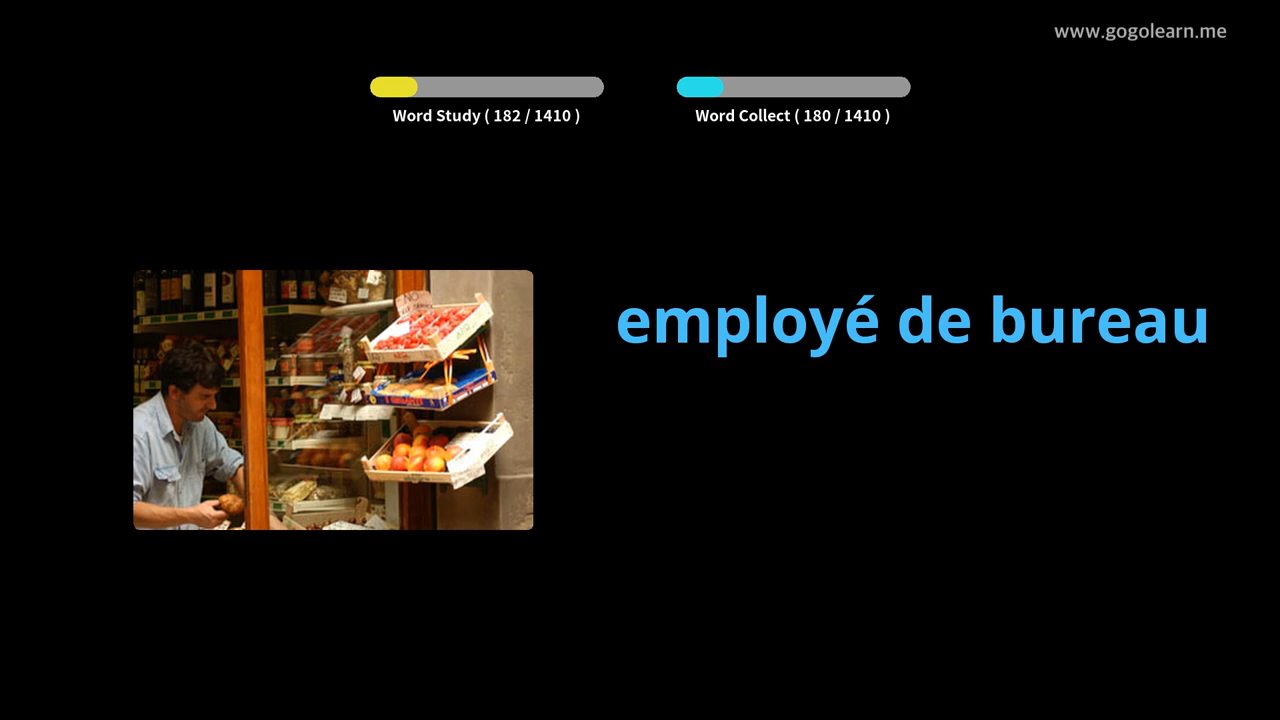 www.gogolearn.me
Word Study ( 182 / 1410 )
Word Collect ( 180 / 1410 )
employé de bureau
NO